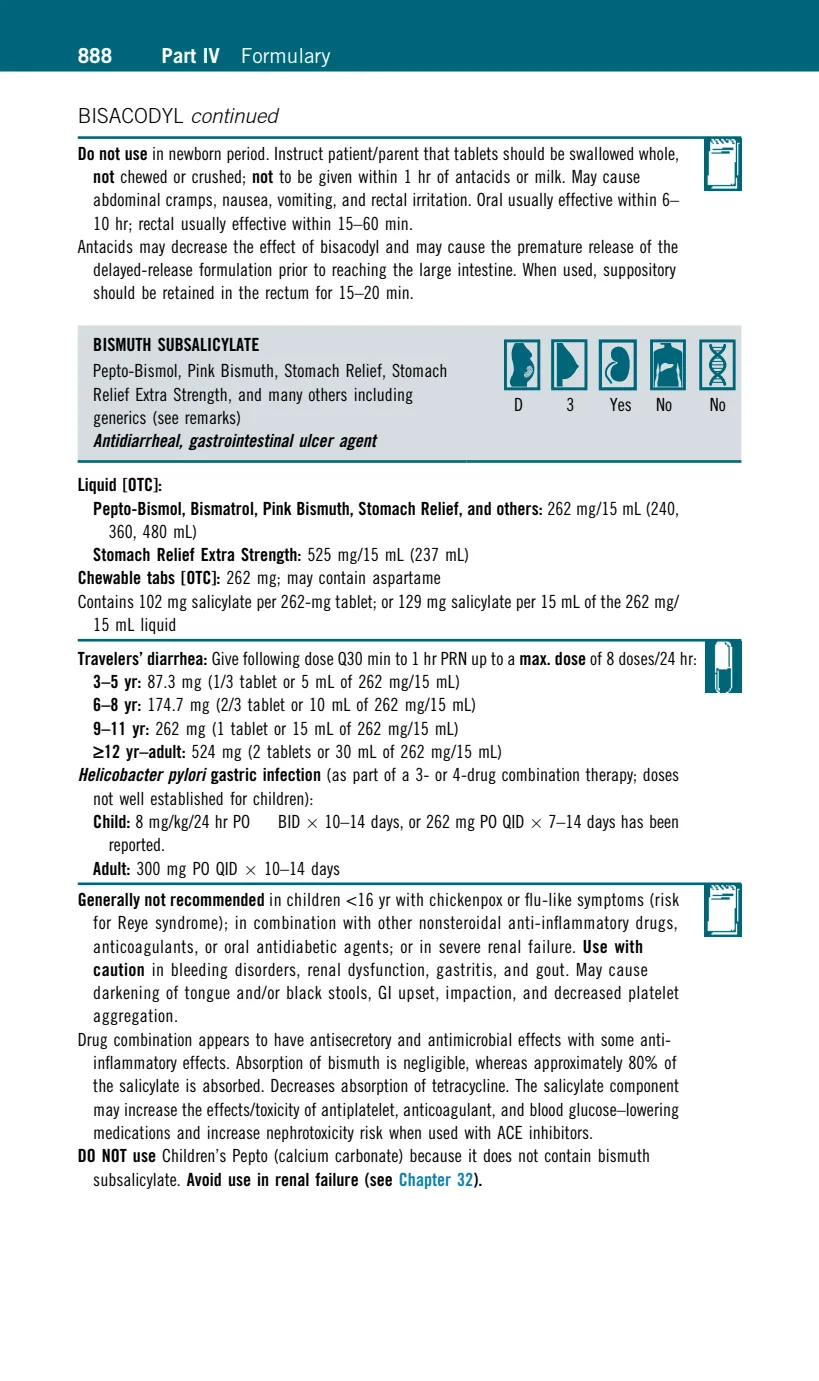 888 Part IV Formulary
BISACODYL continued
Do not use in newborn period. Instruct patient/parent that tablets should be swallowed whole,
not chewed or crushed; not to be given within 1 hr of antacids or milk. May cause
abdominal cramps, nausea, vomiting, and rectal irritation. Oral usually effective within 6–
10 hr; rectal usually effective within 15–60 min.
Antacids may decrease the effect of bisacodyl and may cause the premature release of the
delayed-release formulation prior to reaching the large intestine. When used, suppository
should be retained in the rectum for 15–20 min.
BISMUTH SUBSALICYLATE
Pepto-Bismol, Pink Bismuth, Stomach Relief, Stomach
Relief Extra Strength, and many others including
generics (see remarks)
Antidiarrheal, gastrointestinal ulcer agent
D 3 Yes No No
Liquid [OTC]:
Pepto-Bismol, Bismatrol, Pink Bismuth, Stomach Relief, and others: 262 mg/15 mL (240,
360, 480 mL)
Stomach Relief Extra Strength: 525 mg/15 mL (237 mL)
Chewable tabs [OTC]: 262 mg; may contain aspartame
Contains 102 mg salicylate per 262-mg tablet; or 129 mg salicylate per 15 mL of the 262 mg/
15 mL liquid
Travelers’ diarrhea: Give following dose Q30 min to 1 hr PRN up to a max. dose of 8 doses/24 hr:
3–5 yr: 87.3 mg (1/3 tablet or 5 mL of 262 mg/15 mL)
6–8 yr: 174.7 mg (2/3 tablet or 10 mL of 262 mg/15 mL)
9–11 yr: 262 mg (1 tablet or 15 mL of 262 mg/15 mL)
≥12 yr–adult: 524 mg (2 tablets or 30 mL of 262 mg/15 mL)
Helicobacter pylori gastric infection (as part of a 3- or 4-drug combination therapy; doses
not well established for children):
Child: 8 mg/kg/24 hr PO BID × 10–14 days, or 262 mg PO QID × 7–14 days has been
reported.
Adult: 300 mg PO QID × 10–14 days
Generally not recommended in children <16 yr with chickenpox or flu-like symptoms (risk
for Reye syndrome); in combination with other nonsteroidal anti-inflammatory drugs,
anticoagulants, or oral antidiabetic agents; or in severe renal failure. Use with
caution in bleeding disorders, renal dysfunction, gastritis, and gout. May cause
darkening of tongue and/or black stools, GI upset, impaction, and decreased platelet
aggregation.
Drug combination appears to have antisecretory and antimicrobial effects with some anti-
inflammatory effects. Absorption of bismuth is negligible, whereas approximately 80% of
the salicylate is absorbed. Decreases absorption of tetracycline. The salicylate component
may increase the effects/toxicity of antiplatelet, anticoagulant, and blood glucose–lowering
medications and increase nephrotoxicity risk when used with ACE inhibitors.
DO NOT use Children’s Pepto (calcium carbonate) because it does not contain bismuth
subsalicylate. Avoid use in renal failure (see Chapter 32).